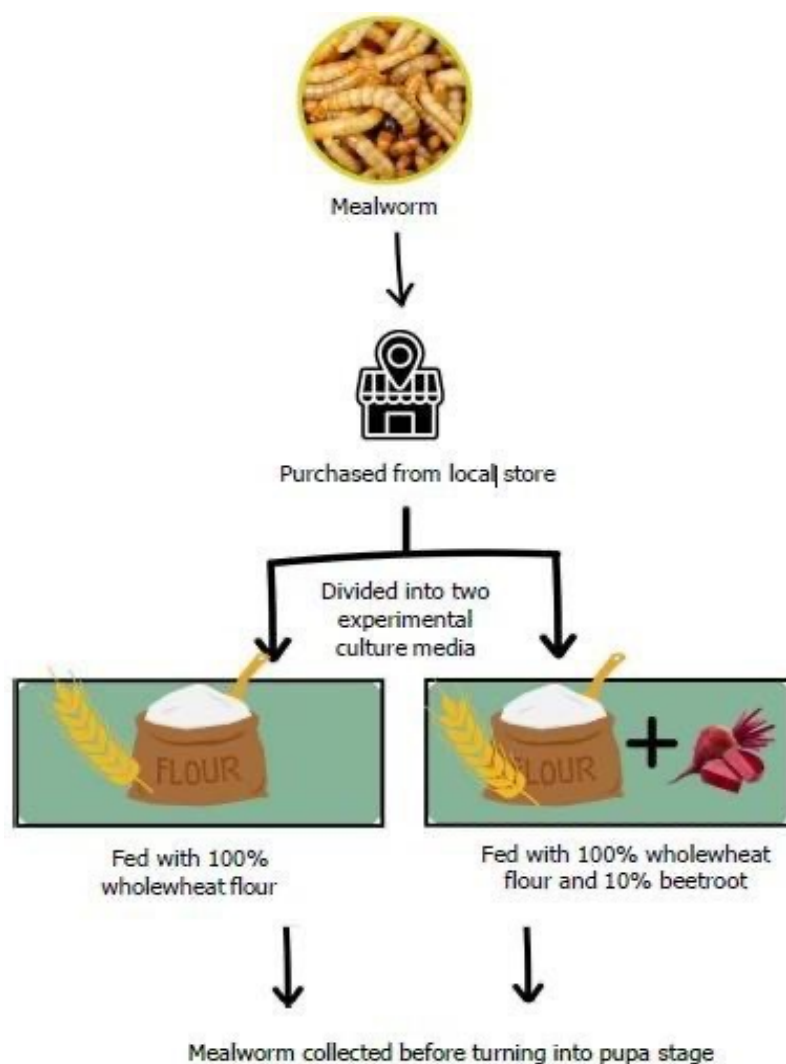 Mealworm
Purchased from local store
Divided into two
experimental
culture media
FLOUR
FLOUR
Fed with 100%
wholewheat flour
Fed with 100% wholewheat
flour and 10% beetroot
Mealworm collected before turning into pupa stage